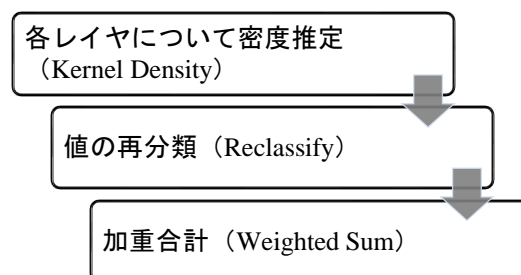 各レイヤについて密度推定
（Kernel Density）
値の再分類（Reclassify）
加重合計（Weighted Sum）